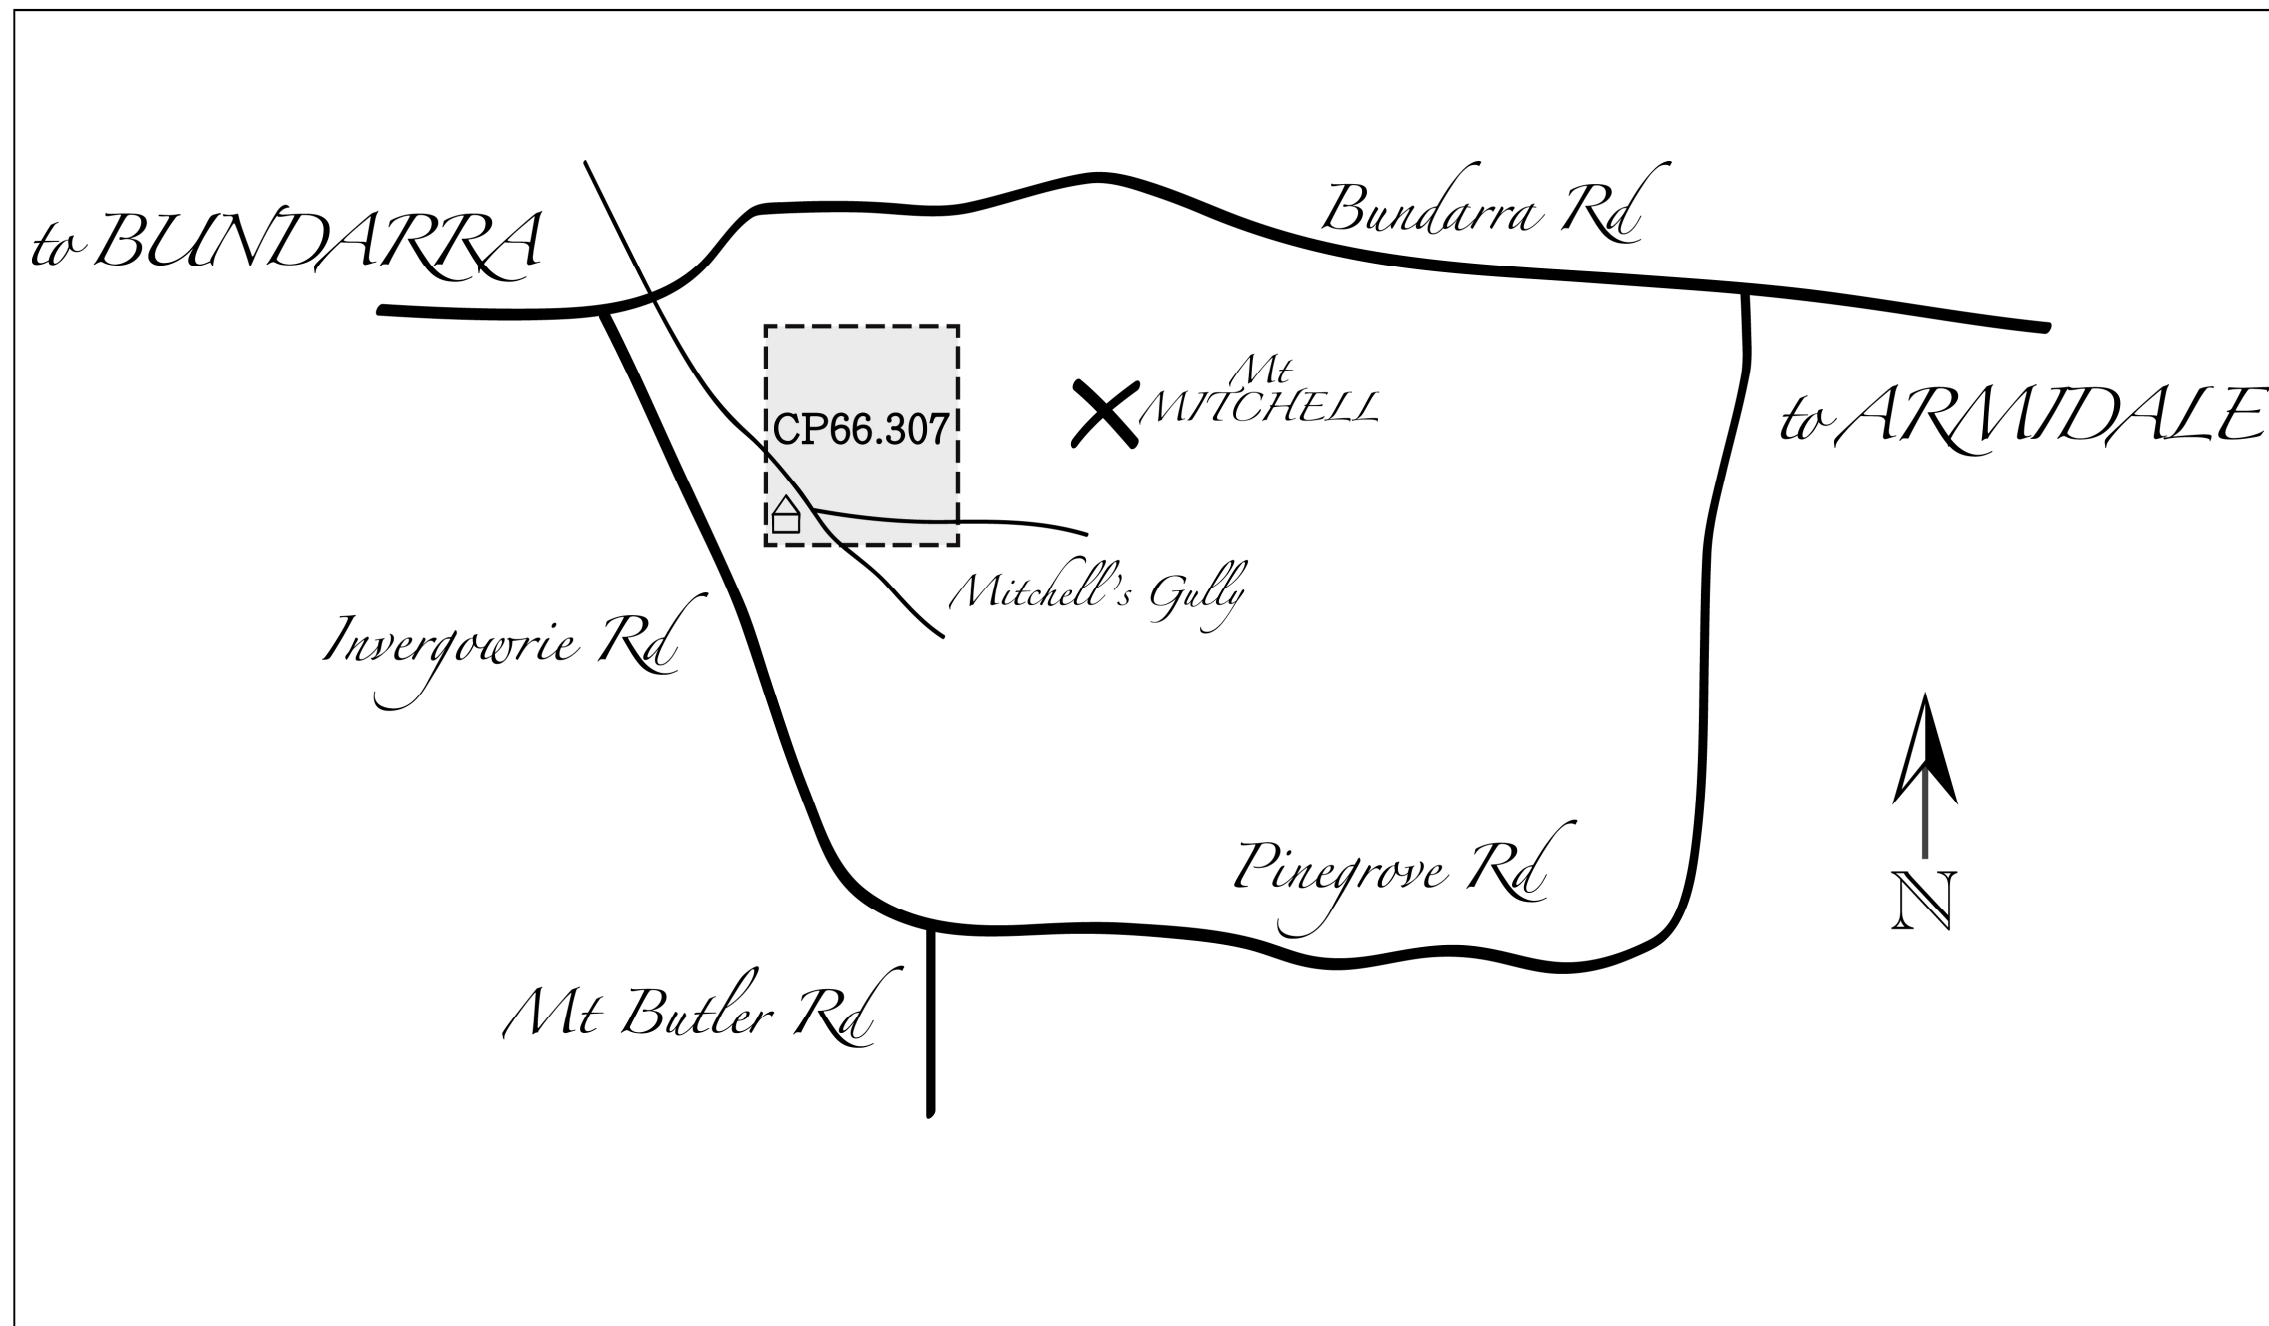 to BUNDARRA
Bundarra Rd
Mt
MITCHELL
to ARMIDALE
CP66.307
Mitchell's Gully
Invergowrie Rd
Pinegrove Rd
N
Mt Butler Rd